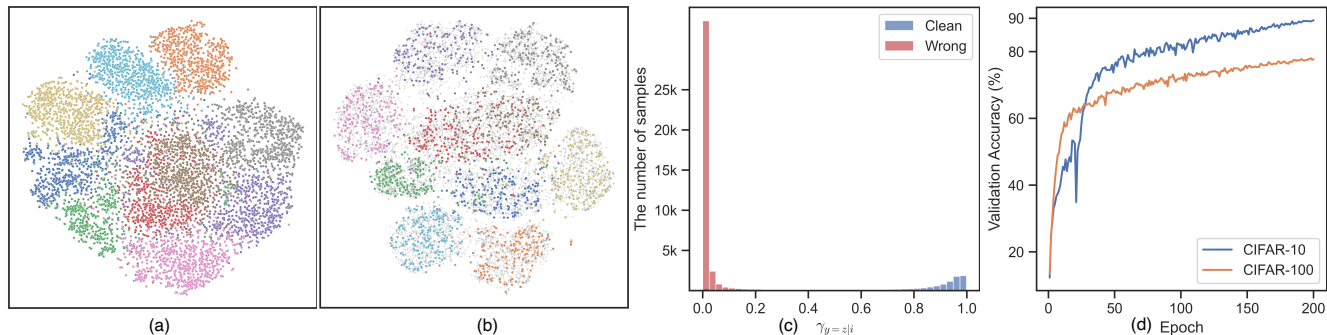 (a)
(b)
The number of samples
25k
20k
15k
10k
5k
Clean
Wrong
0.0 0.2 0.4 0.6 0.8 1.0
(c) γy=z|i
Validation Accuracy (%)
90
80
60
40
20
CIFAR-10
CIFAR-100
0 50 100 150 200
(d) Epoch